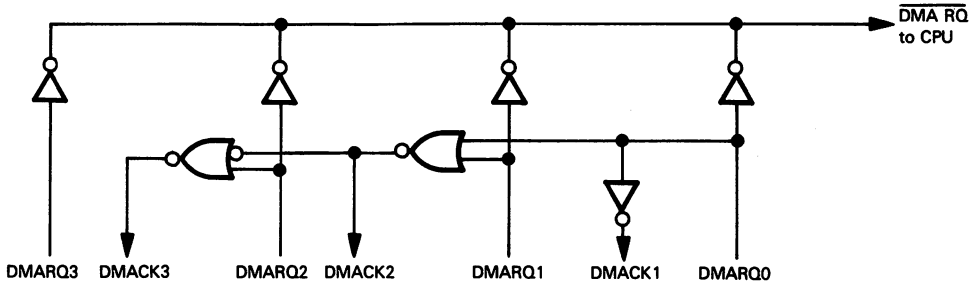 DMA RQ
to CPU
DMARQ3 DMACK3 DMARQ2 DMACK2 DMARQ1 DMACK1 DMARQ0